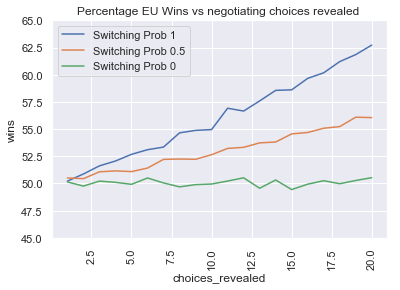 Percentage EU Wins vs negotiating choices revealed
65.0
62.5
60.0
57.5
55.0
52.5
50.0
47.5
45.0
wins
Switching Prob 1
Switching Prob 0.5
Switching Prob 0
2.5
5.0
7.5
10.0
12.5
15.0
17.5
20.0
choices_revealed